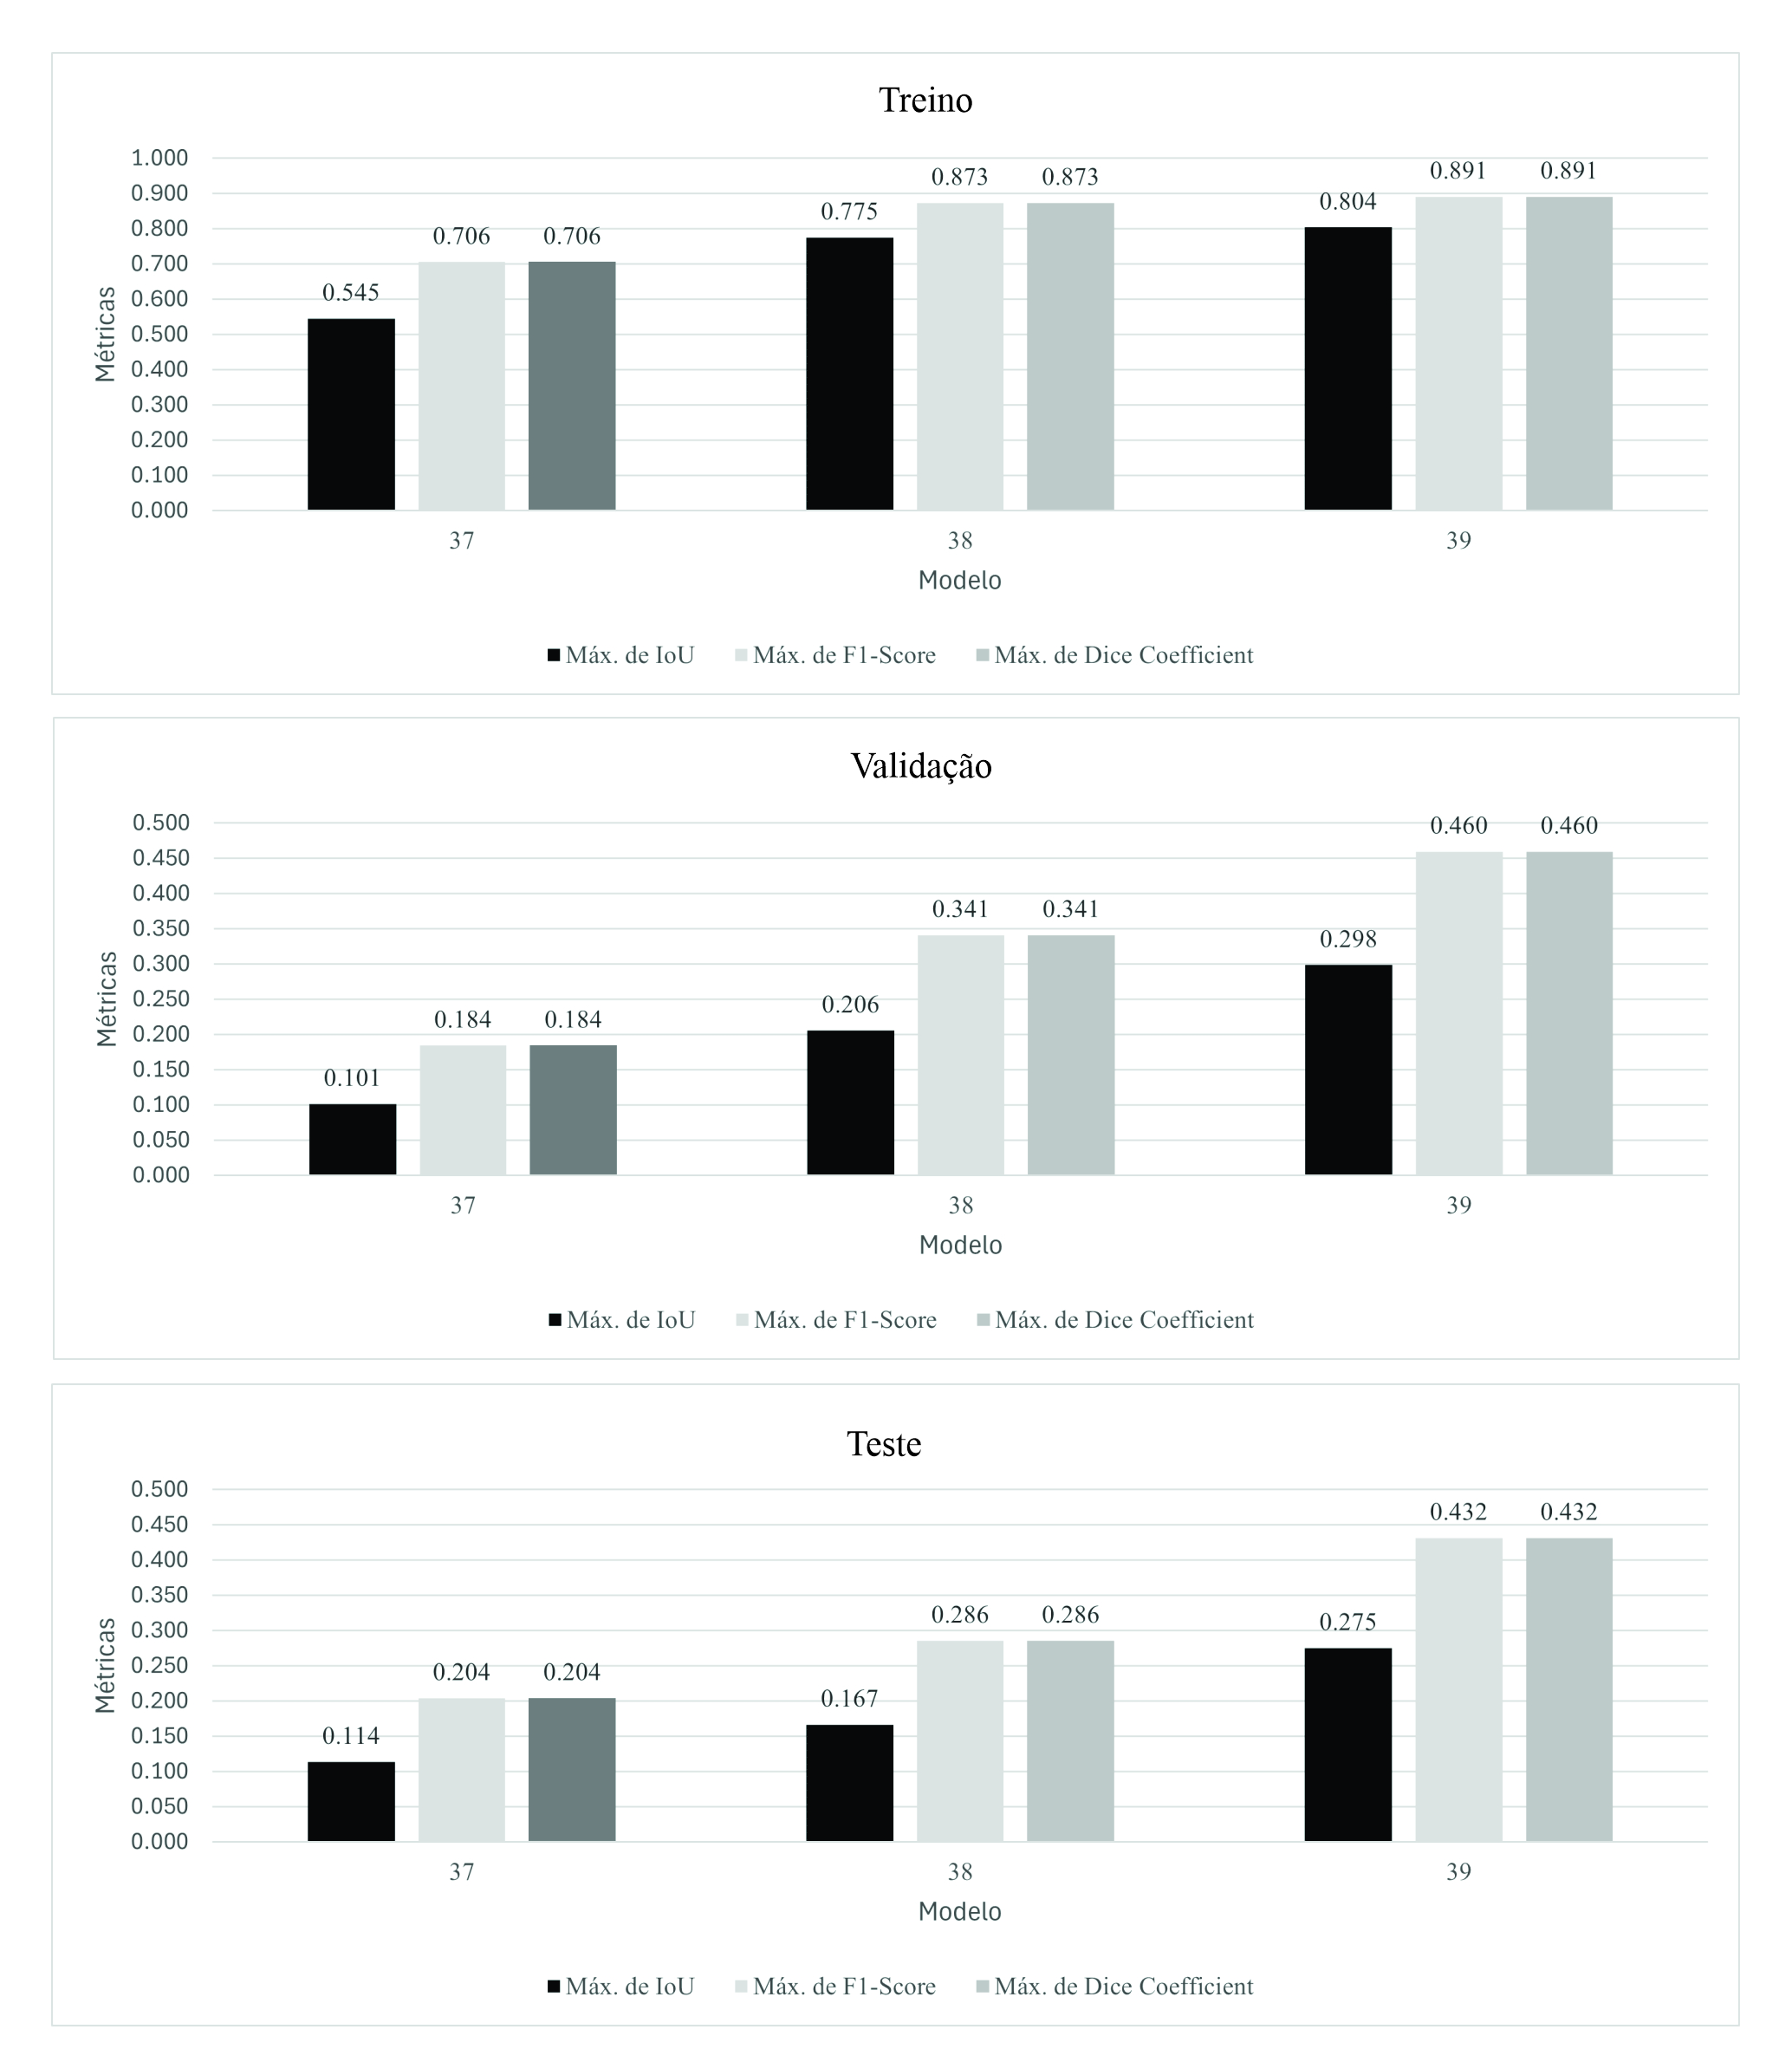 Treino
1.000
0.900
0.800
0.700
0.600
0.500
0.400
0.300
0.200
0.100
0.000
Métricas
0.545 0.706 0.706 0.775 0.873 0.873 0.804 0.891 0.891
37 38 39
Modelo
Máx. de IoU Máx. de F1-Score Máx. de Dice Coefficient
Validação
0.500
0.450
0.400
0.350
0.300
0.250
0.200
0.150
0.100
0.050
0.000
Métricas
0.101 0.184 0.184 0.206 0.341 0.341 0.298 0.460 0.460
37 38 39
Modelo
Máx. de IoU Máx. de F1-Score Máx. de Dice Coefficient
Teste
0.500
0.450
0.400
0.350
0.300
0.250
0.200
0.150
0.100
0.050
0.000
Métricas
0.114 0.204 0.204 0.167 0.286 0.286 0.275 0.432 0.432
37 38 39
Modelo
Máx. de IoU Máx. de F1-Score Máx. de Dice Coefficient